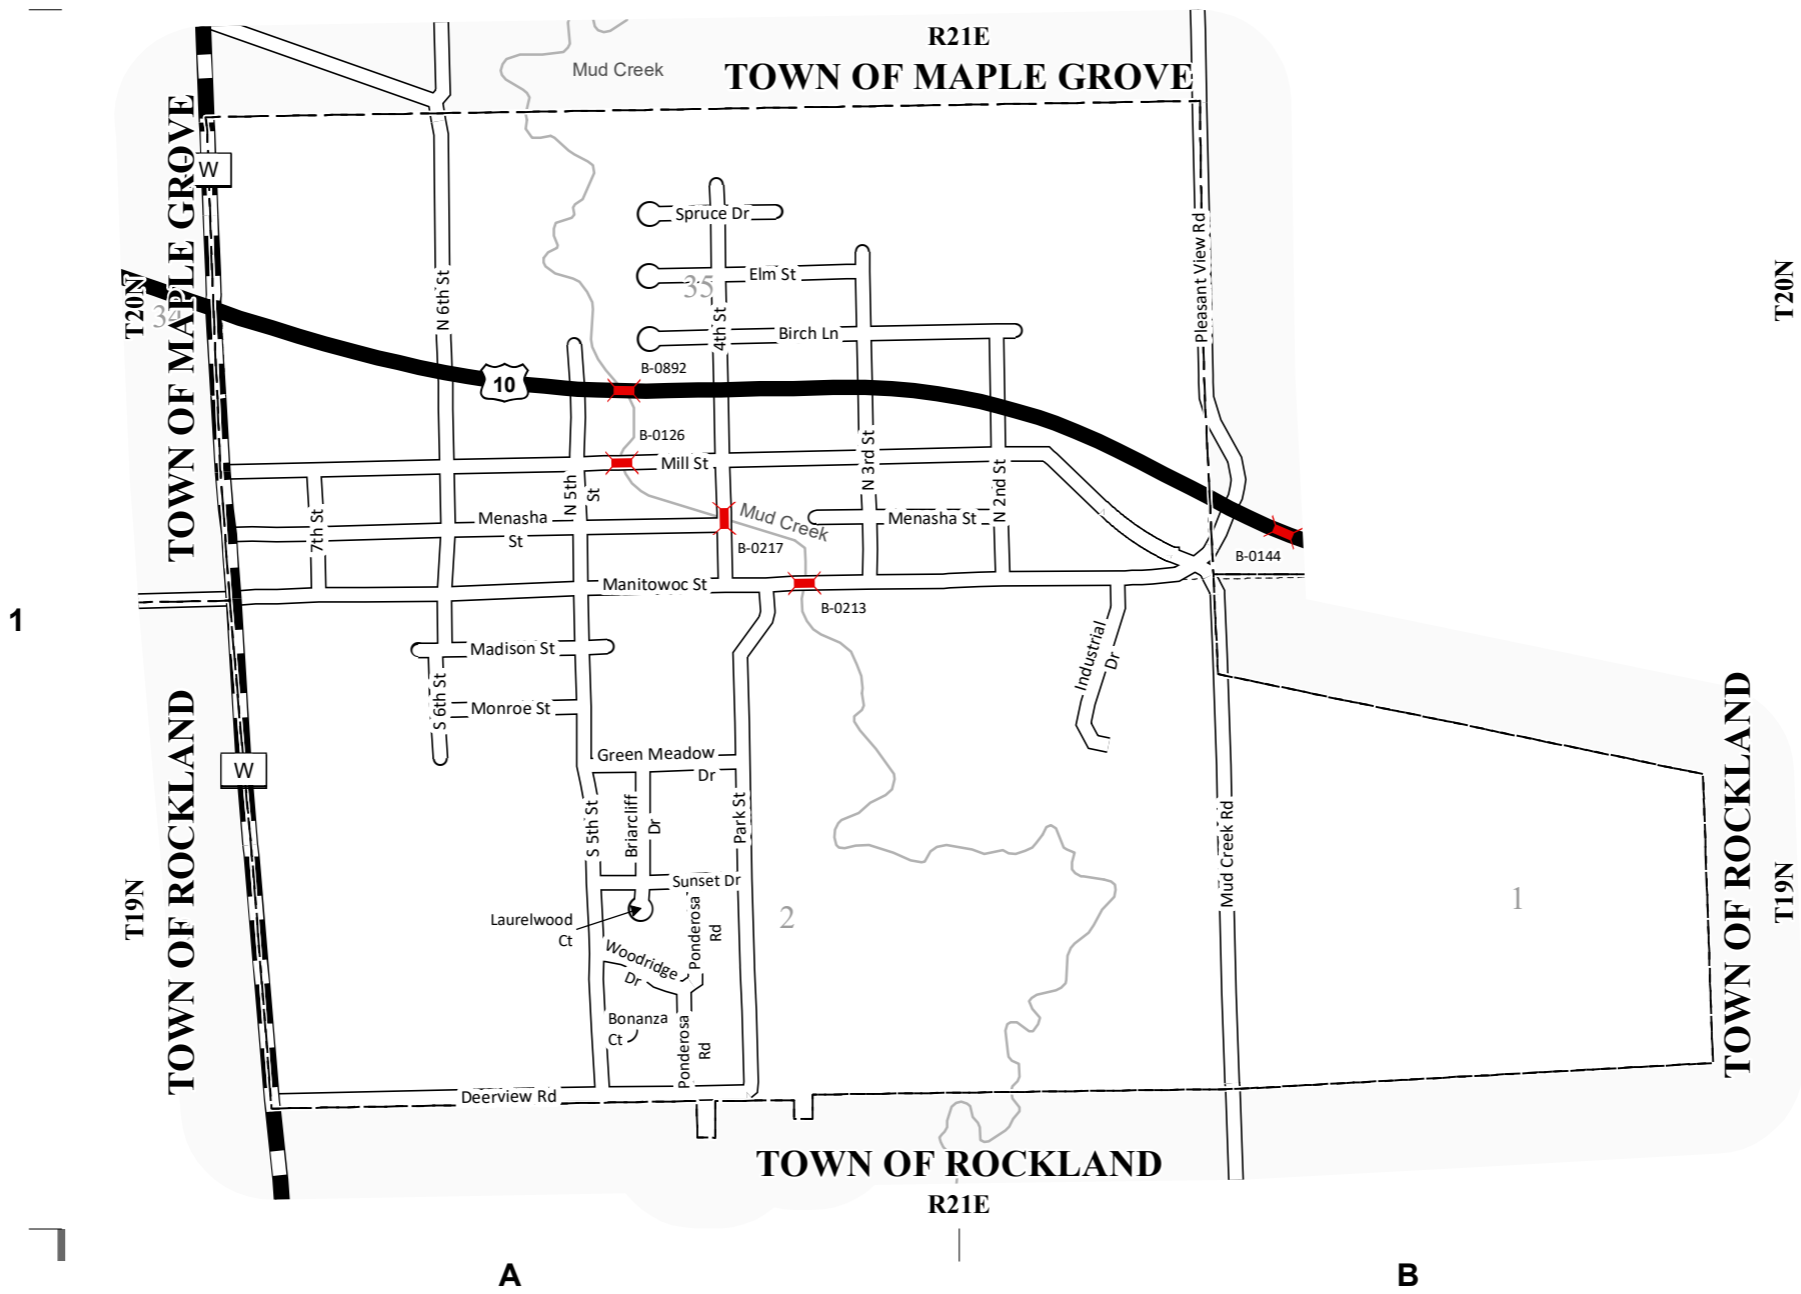 R21E
TOWN OF MAPLE GROVE
Mud Creek
TOWN OF MAPLE GROVE
W
Spruce Dr
Elm St
35
4th St
Birch Ln
N 6th St
Pleasant View Rd
T20N
T20N
34
10
B-0892
B-0126
Mill St
N 3rd St
N 2nd St
N 5th
St
7th St
Menasha
St
Mud Creek
Menasha St
B-0217
B-0144
Manitowoc St
B-0213
1
Madison St
S 6th St
Monroe St
Industrial
Dr
TOWN OF ROCKLAND
TOWN OF ROCKLAND
W
Green Meadow
Dr
S 5th St
Briarcliff
Dr
Park St
Mud Creek Rd
Sunset Dr
T19N
T19N
1
2
Laurelwood
Ct
Ponderosa
Rd
Woodridge
Dr
Bonanza
Ct
Ponderosa
Rd
Deerview Rd
TOWN OF ROCKLAND
R21E
A
B